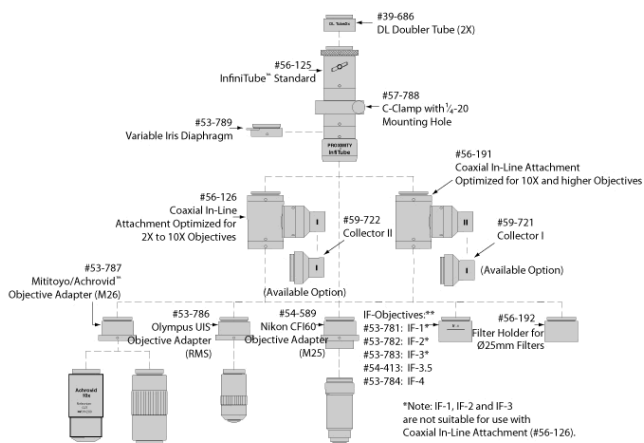 DL Tube
#39-686
DL Doubler Tube (2X)
#56-125
InfiniTube™ Standard
#57-788
C-Clamp with ¼-20
Mounting Hole
#53-789
Variable Iris Diaphragm
PROXIMITY
InfiniTube
#56-191
Coaxial In-Line Attachment
Optimized for 10X and higher Objectives
#56-126
Coaxial In-Line
Attachment Optimized for
2X to 10X Objectives
I
II
#59-722
Collector II
#59-721
Collector I
I
I
(Available Option)
(Available Option)
#53-787
Mititoyo/Achrovid™
Objective Adapter (M26)
#53-786
Olympus UIS
Objective Adapter
(RMS)
#54-589
Nikon CFI60
Objective Adapter
(M25)
IF-Objectives:**
#53-781: IF-1*
#53-782: IF-2*
#53-783: IF-3*
#54-413: IF-3.5
#53-784: IF-4
#56-192
Filter Holder for
Ø25mm Filters
Achrovid
10x
*Note: IF-1, IF-2 and IF-3
are not suitable for use with
Coaxial In-Line Attachment (#56-126).